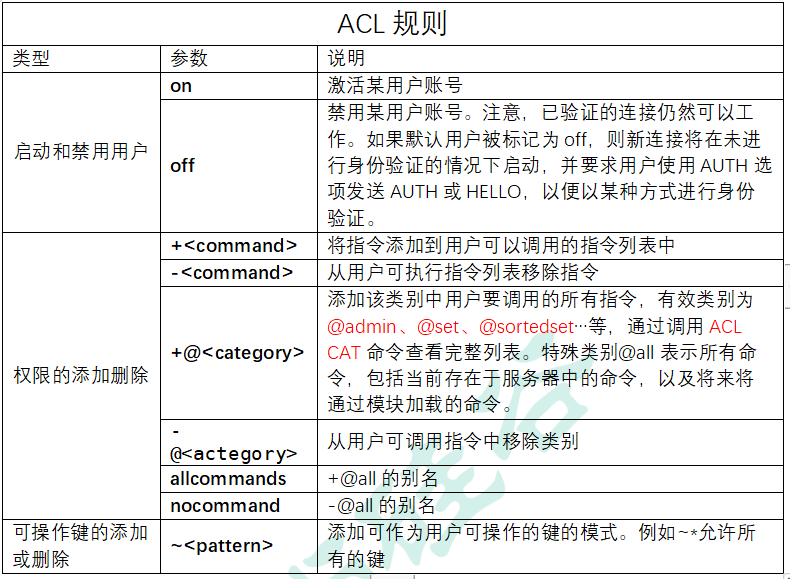 ACL 规则
类型 参数 说明
启动和禁用用户
on
激活某用户账号
off
禁用某用户账号。注意，已验证的连接仍然可以工
作。如果默认用户被标记为 off，则新连接将在未进
行身份验证的情况下启动，并要求用户使用 AUTH 选
项发送 AUTH 或 HELLO，以便以某种方式进行身份
验证。
权限的添加删除
+<command>
将指令添加到用户可以调用的指令列表中
-<command>
从用户可执行指令列表移除指令
+@<category>
添加该类别中用户要调用的所有指令，有效类别为
@admin、@set、@sortedset…等，通过调用 ACL
CAT 命令查看完整列表。特殊类别@all 表示所有命
令，包括当前存在于服务器中的命令，以及将来将
通过模块加载的命令。
-
@<actegory>
从用户可调用指令中移除类别
allcommands
+@all 的别名
nocommand
-@all 的别名
可操作键的添加
或删除
~<pattern>
添加可作为用户可操作的键的模式。例如~*允许所
有的键